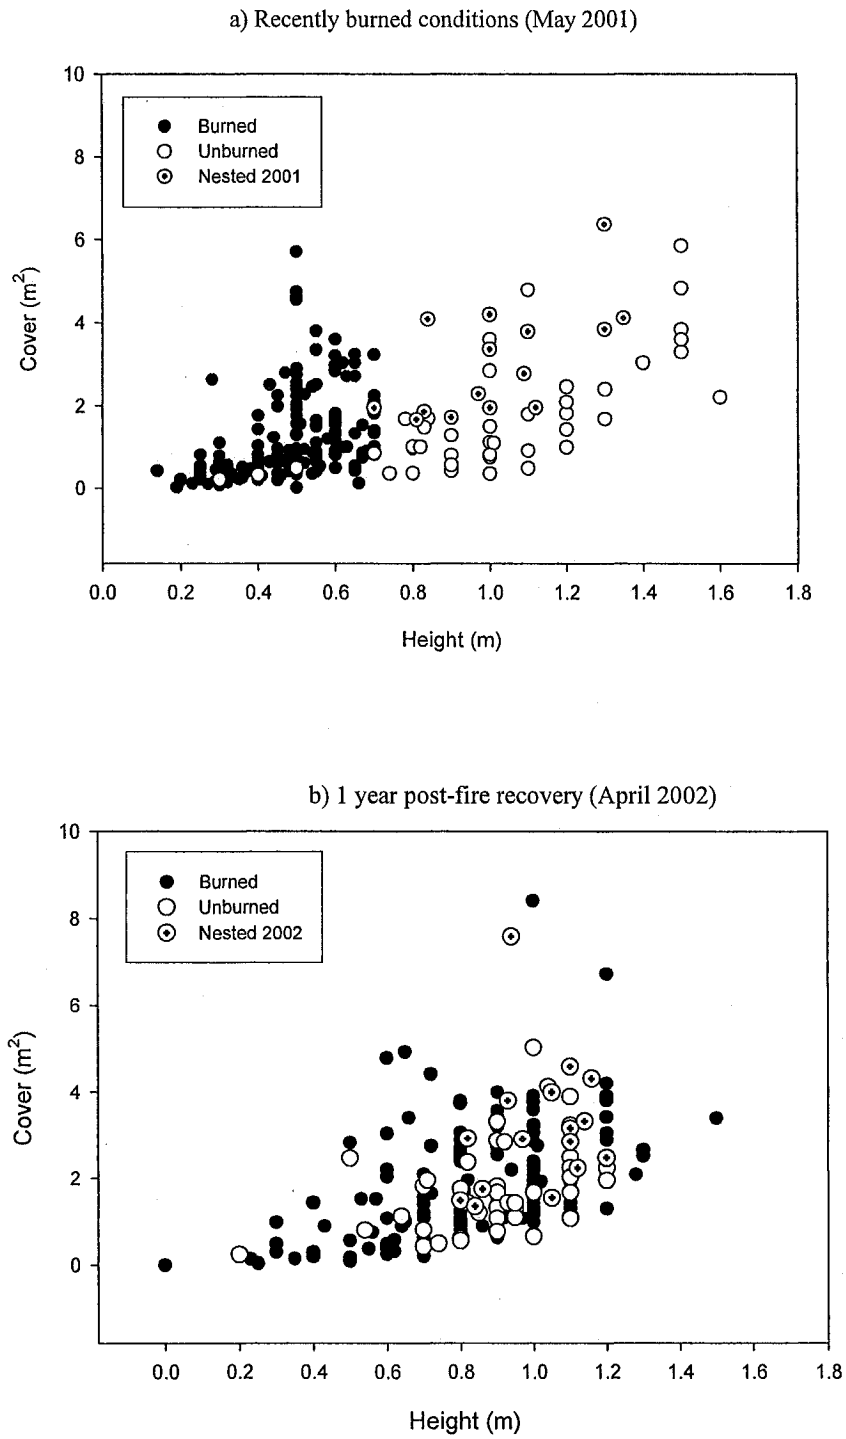 a) Recently burned conditions (May 2001)
10
8
6
4
2
0
Cover (m²)
Burned
Unburned
Nested 2001
0.0 0.2 0.4 0.6 0.8 1.0 1.2 1.4 1.6 1.8
Height (m)
b) 1 year post-fire recovery (April 2002)
10
8
6
4
2
0
Cover (m²)
Burned
Unburned
Nested 2002
0.0 0.2 0.4 0.6 0.8 1.0 1.2 1.4 1.6 1.8
Height (m)